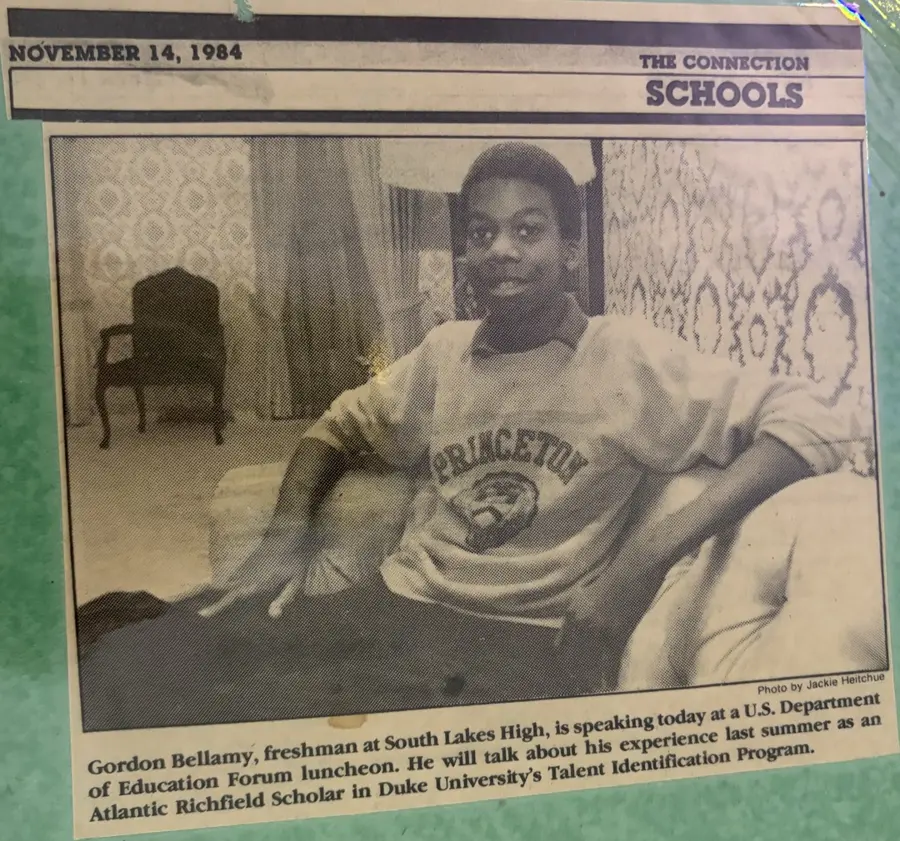 NOVEMBER 14, 1984
THE CONNECTION
SCHOOLS
PRINCETON
Photo by Jackie Heitchue
Gordon Bellamy, freshman at South Lakes High, is speaking today at a U.S. Department
of Education Forum luncheon. He will talk about his experience last summer as an
Atlantic Richfield Scholar in Duke University's Talent Identification Program.